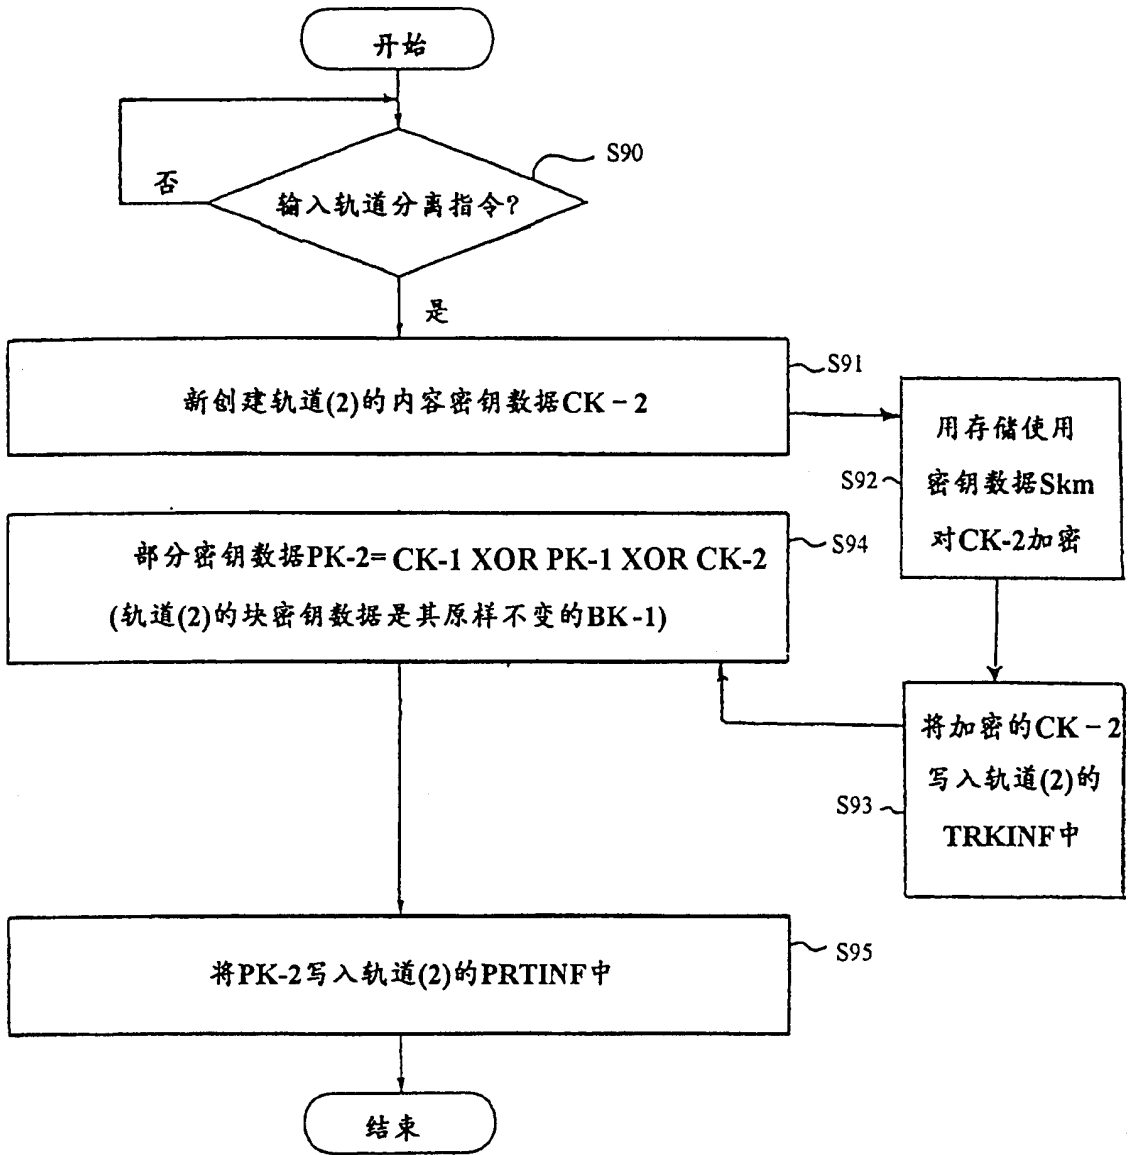 开始
S90
否
输入轨道分离指令?
是
S91
新创建轨道(2)的内容密钥数据CK-2
用存储使用
S92
密钥数据Skm
对CK-2加密
S94
部分密钥数据PK-2= CK-1 XOR PK-1 XOR CK-2
(轨道(2)的块密钥数据是其原样不变的BK-1)
将加密的CK-2
写入轨道(2)的
S93
TRKINF中
S95
将PK-2写入轨道(2)的PRTINF中
结束